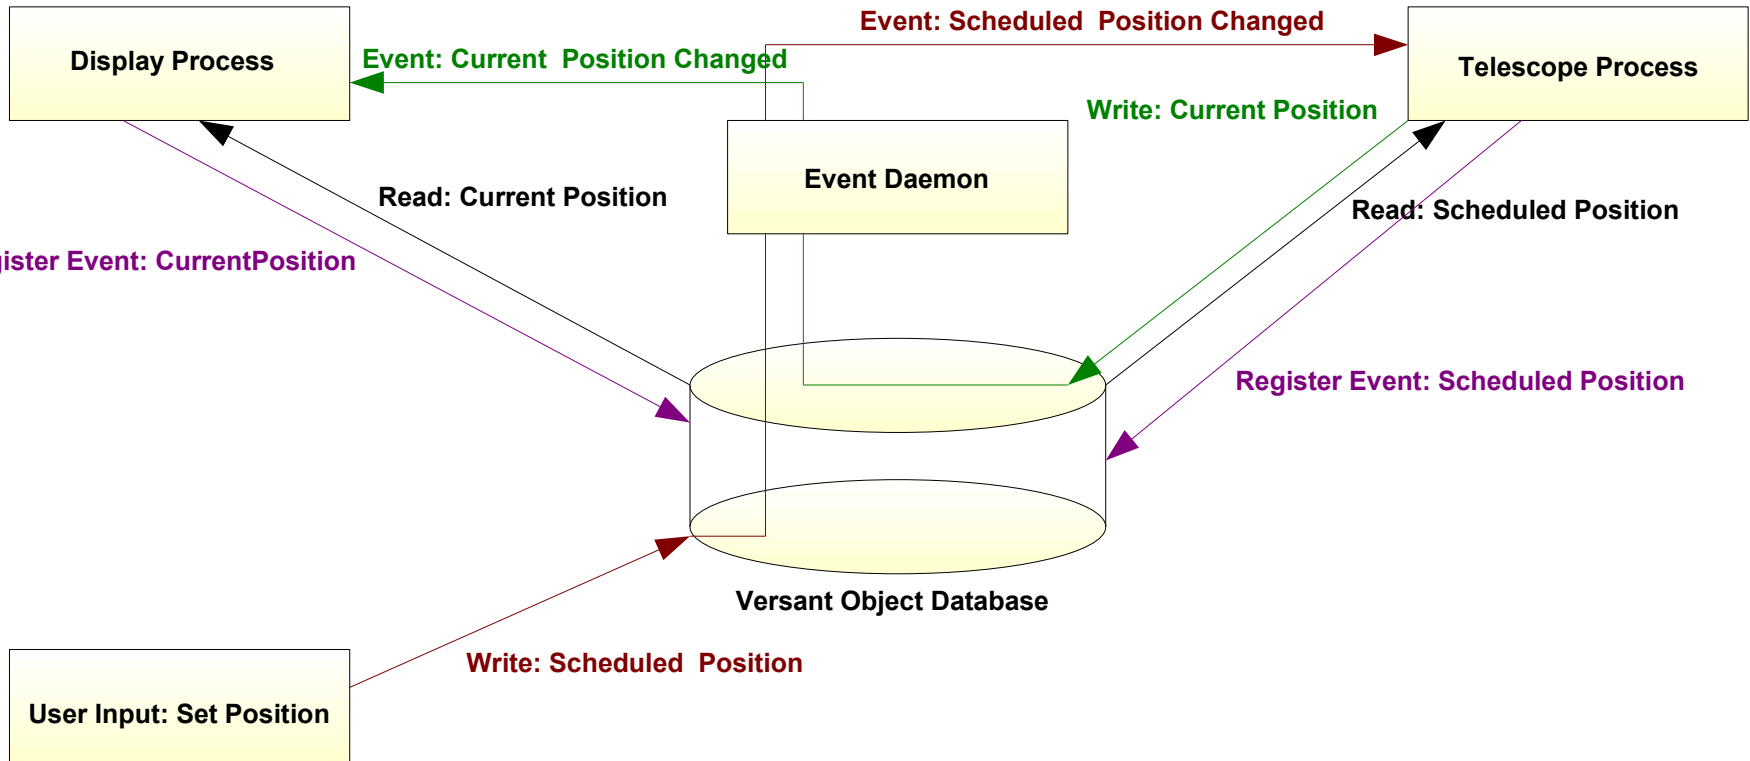 Event: Scheduled  Position Changed
Display Process
Event: Current  Position Changed
Telescope Process
Write: Current Position
Event Daemon
Read: Current Position
Read: Scheduled Position
gister Event: CurrentPosition
Register Event: Scheduled Position
Versant Object Database
Write: Scheduled  Position
User Input: Set Position